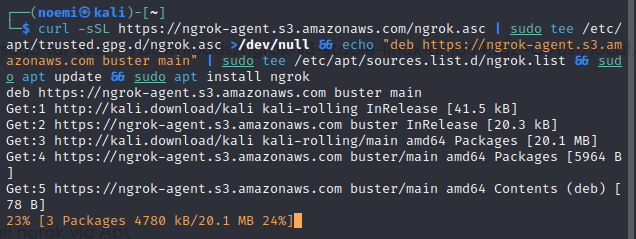 ┌──(noemi㉿kali)-[~]
└─$ curl -sSL https://ngrok-agent.s3.amazonaws.com/ngrok.asc | sudo tee /etc/
apt/trusted.gpg.d/ngrok.asc >/dev/null && echo "deb https://ngrok-agent.s3.am
azonaws.com buster main" | sudo tee /etc/apt/sources.list.d/ngrok.list && sud
o apt update && sudo apt install ngrok
deb https://ngrok-agent.s3.amazonaws.com buster main
Get:1 http://kali.download/kali kali-rolling InRelease [41.5 kB]
Get:2 https://ngrok-agent.s3.amazonaws.com buster InRelease [20.3 kB]
Get:3 http://kali.download/kali kali-rolling/main amd64 Packages [20.1 MB]
Get:4 https://ngrok-agent.s3.amazonaws.com buster/main amd64 Packages [5964 B
]
Get:5 https://ngrok-agent.s3.amazonaws.com buster/main amd64 Contents (deb) [
78 B]
23% [3 Packages 4780 kB/20.1 MB 24%]
ngrok via Apt